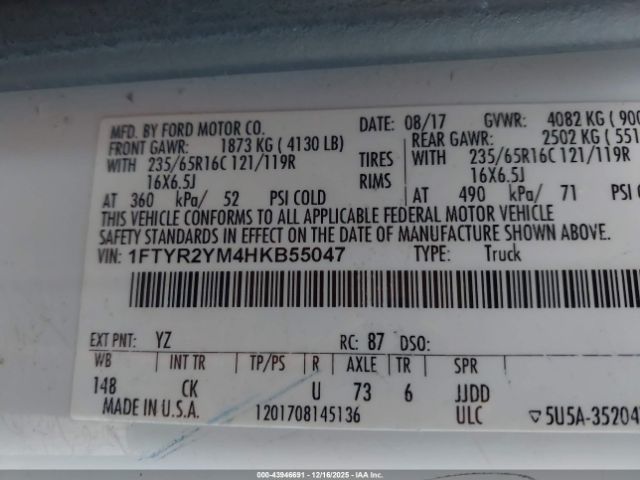 MFD. BY FORD MOTOR CO. DATE: 08/17 GVWR: 4082 KG ( 900
FRONT GAWR: 1873 KG ( 4130 LB) REAR GAWR: 2502 KG ( 551
WITH 235/65R16C 121/119R TIRES WITH 235/65R16C 121/119R
16X6.5J RIMS 16X6.5J
AT 360 kPa/ 52 PSI COLD AT 490 kPa/ 71 PSI
THIS VEHICLE CONFORMS TO ALL APPLICABLE FEDERAL MOTOR VEHICLE
SAFETY STANDARDS IN EFFECT ON THE DATE OF MANUFACTURE SHOWN ABOVE.
VIN: 1FTYR2YM4HKB55047 TYPE: Truck
EXT PNT: YZ RC: 87 DSO:
WB INT TR TP/PS R AXLE TR SPR
148 CK U 73 6 JJDD
MADE IN U.S.A. 1201708145136 ULC ▽5U5A-35204
000-43946691 - 12/16/2025 - IAAI.COM